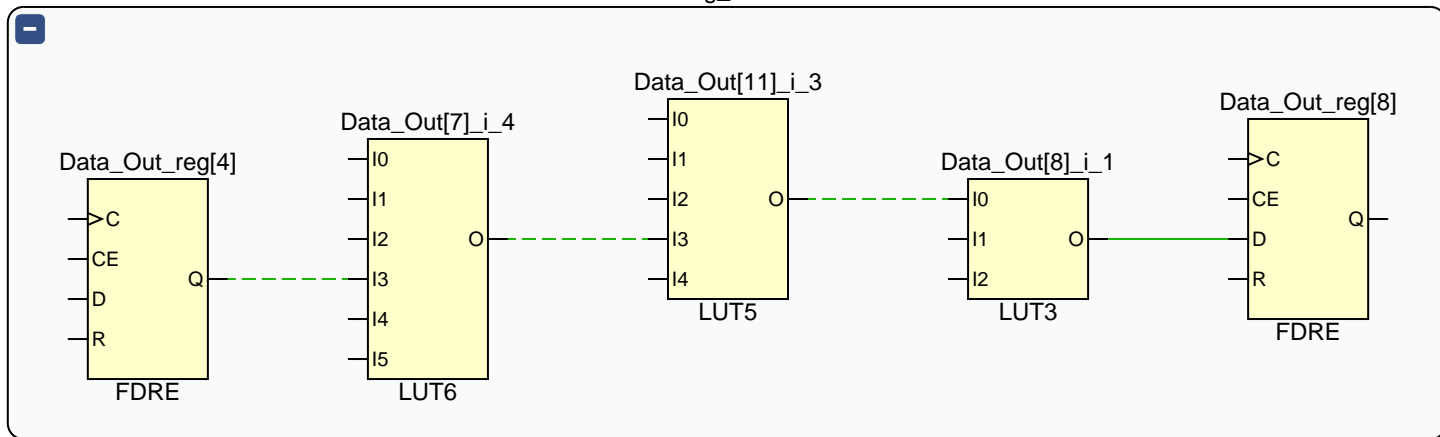 Data_Out_reg[4]
C
CE
D
R
Q
FDRE
Data_Out[7]_i_4
I0
I1
I2
I3
I4
I5
O
LUT6
Data_Out[11]_i_3
I0
I1
I2
I3
I4
O
LUT5
Data_Out[8]_i_1
I0
I1
I2
O
LUT3
Data_Out_reg[8]
C
CE
D
R
Q
FDRE